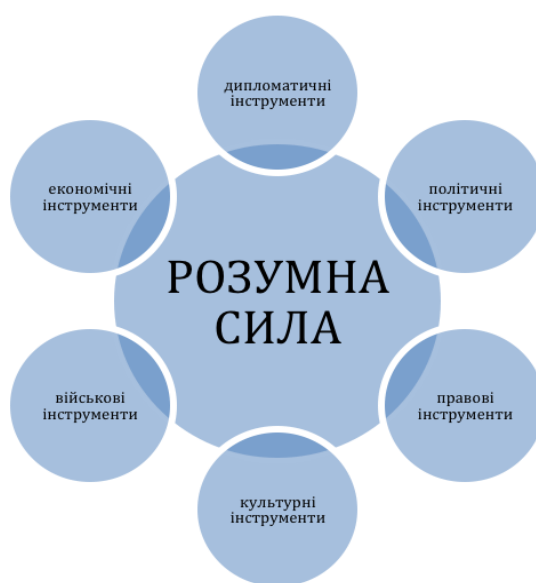 дипломатичні
інструменти
економічні
інструменти
політичні
інструменти
РОЗУМНА
СИЛА
військові
інструменти
правові
інструменти
культурні
інструменти